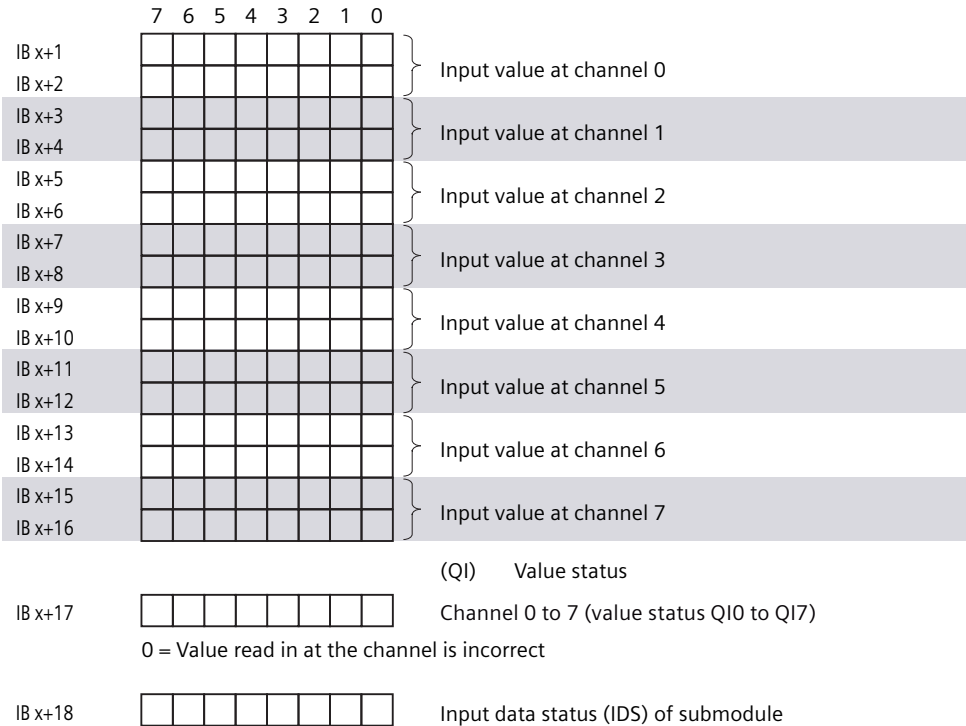 7 6 5 4 3 2 1 0
IB x+1
Input value at channel 0
IB x+2
IB x+3
Input value at channel 1
IB x+4
IB x+5
Input value at channel 2
IB x+6
IB x+7
Input value at channel 3
IB x+8
IB x+9
Input value at channel 4
IB x+10
IB x+11
Input value at channel 5
IB x+12
IB x+13
Input value at channel 6
IB x+14
IB x+15
Input value at channel 7
IB x+16
(QI) Value status
IB x+17 Channel 0 to 7 (value status QI0 to QI7)
0 = Value read in at the channel is incorrect
IB x+18 Input data status (IDS) of submodule